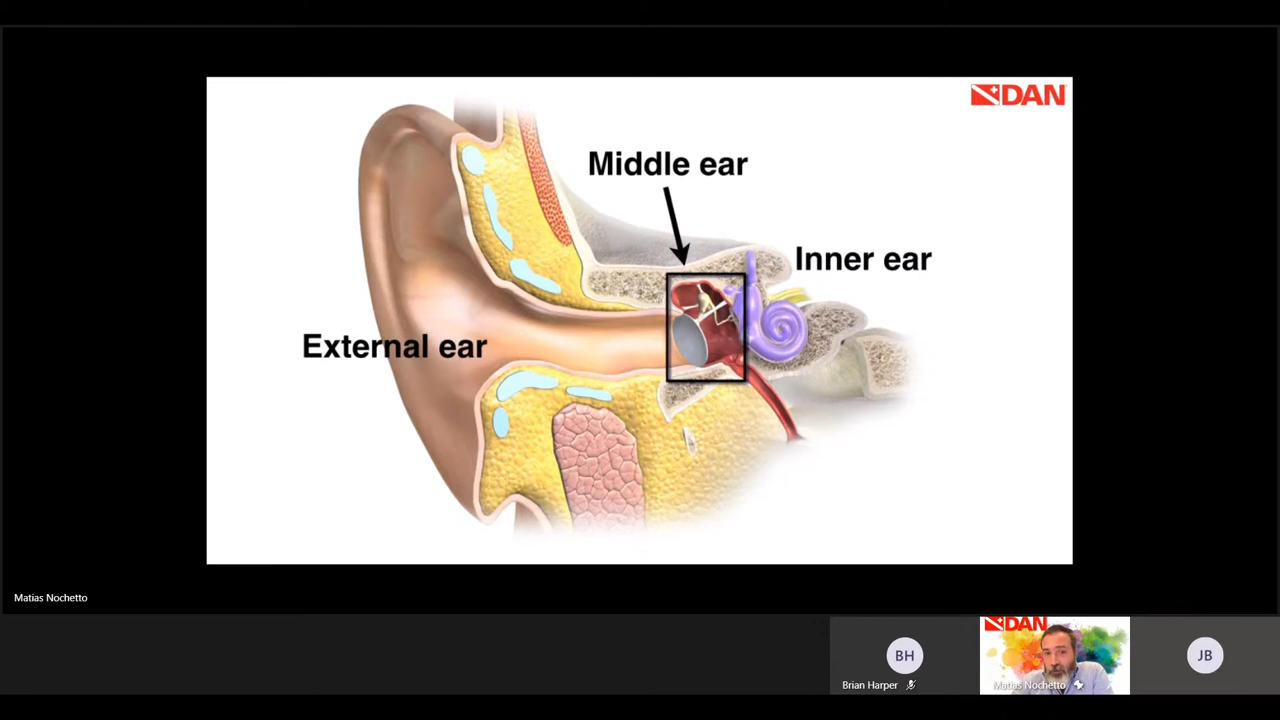 DAN
Middle ear
Inner ear
External ear
Matias Nochetto
DAN
BH
JB
Brian Harper
Matias Nochetto